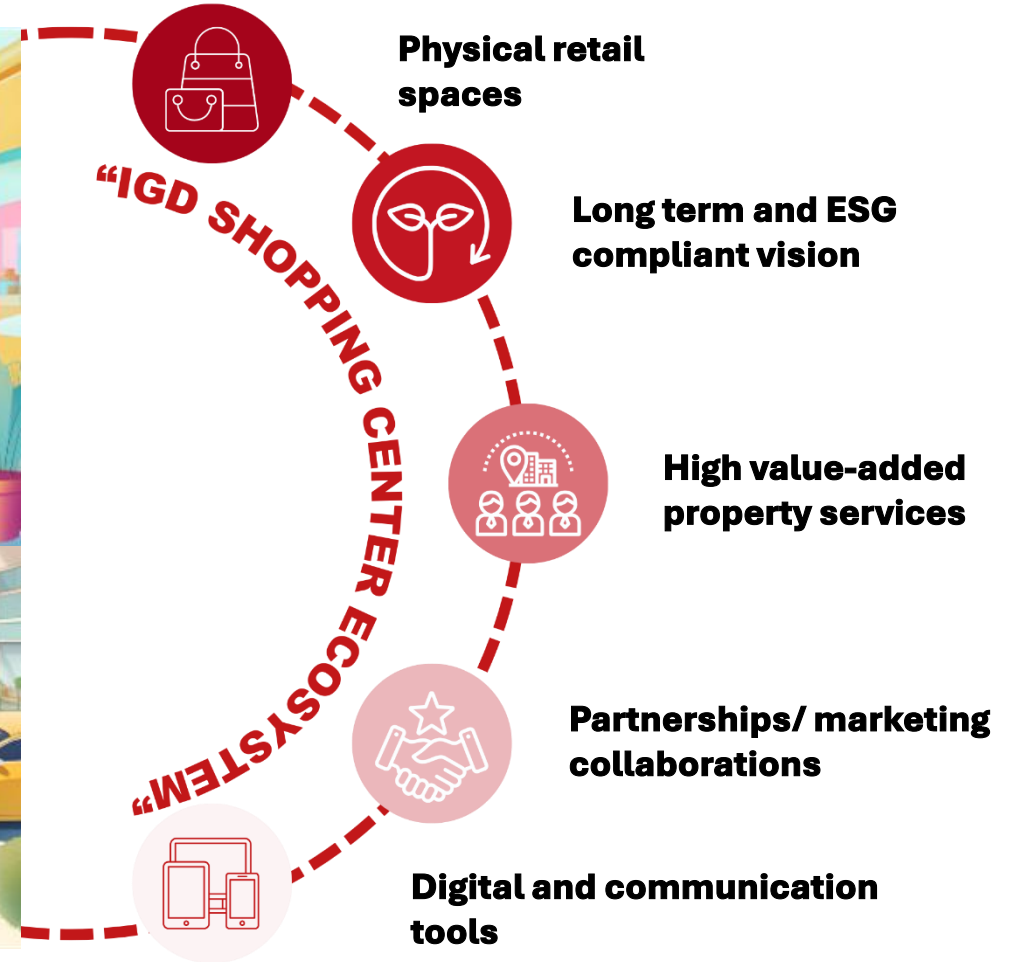 Physical retail
spaces
“IGD SHOPPING CENTER ECOSYSTEM”
Long term and ESG
compliant vision
High value-added
property services
Partnerships/ marketing
collaborations
Digital and communication
tools